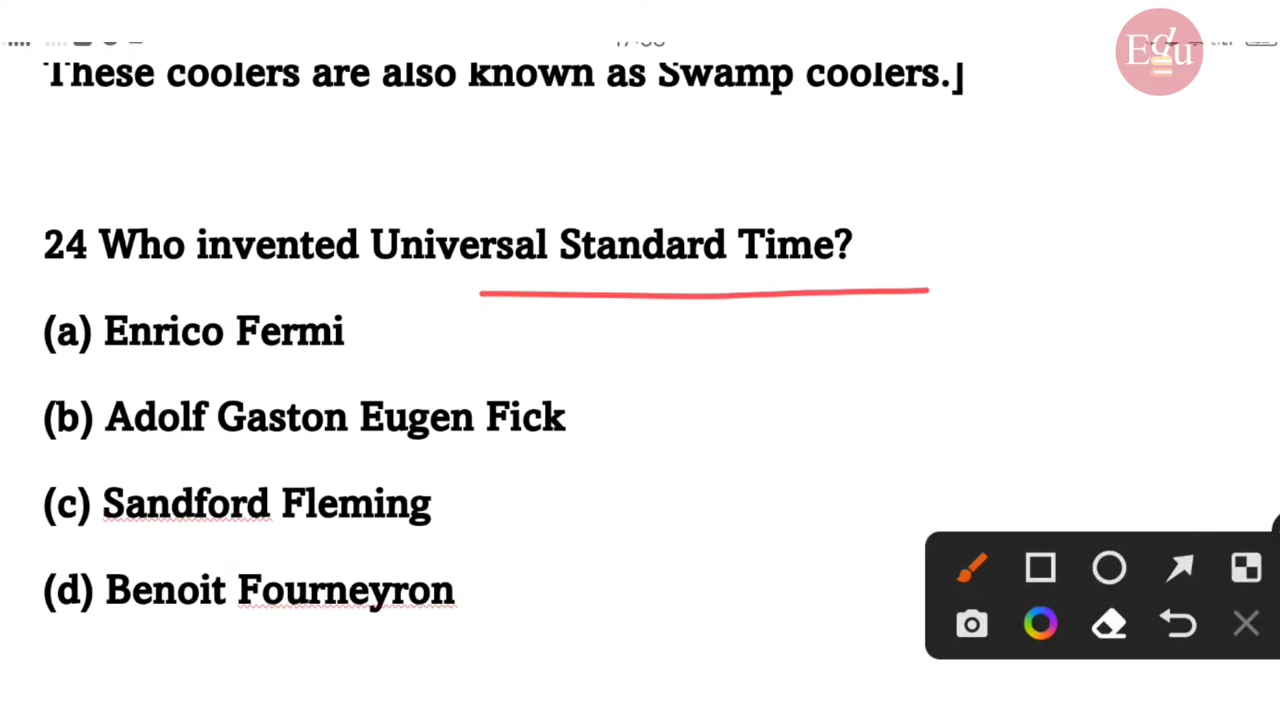 Edu
These coolers are also known as Swamp coolers.]
24 Who invented Universal Standard Time?
(a) Enrico Fermi
(b) Adolf Gaston Eugen Fick
(c) Sandford Fleming
(d) Benoit Fourneyron